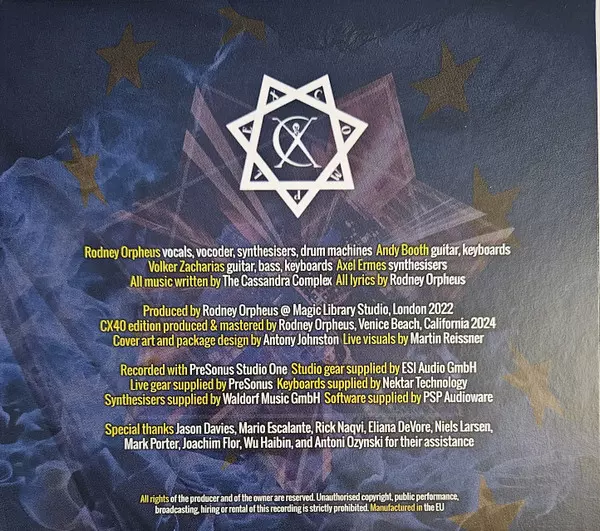 Rodney Orpheus vocals, vocoder, synthesisers, drum machines Andy Booth guitar, keyboards
Volker Zacharias guitar, bass, keyboards Axel Ermes synthesisers
All music written by The Cassandra Complex All lyrics by Rodney Orpheus
Produced by Rodney Orpheus @ Magic Library Studio, London 2022
CX40 edition produced & mastered by Rodney Orpheus, Venice Beach, California 2024
Cover art and package design by Antony Johnston Live visuals by Martin Reissner
Recorded with PreSonus Studio One Studio gear supplied by ESI Audio GmbH
Live gear supplied by PreSonus Keyboards supplied by Nektar Technology
Synthesisers supplied by Waldorf Music GmbH Software supplied by PSP Audioware
Special thanks Jason Davies, Mario Escalante, Rick Naqvi, Eliana DeVore, Niels Larsen,
Mark Porter, Joachim Flor, Wu Haibin, and Antoni Ozynski for their assistance
All rights of the producer and of the owner are reserved. Unauthorised copyright, public performance,
broadcasting, hiring or rental of this recording is strictly prohibited. Manufactured in the EU